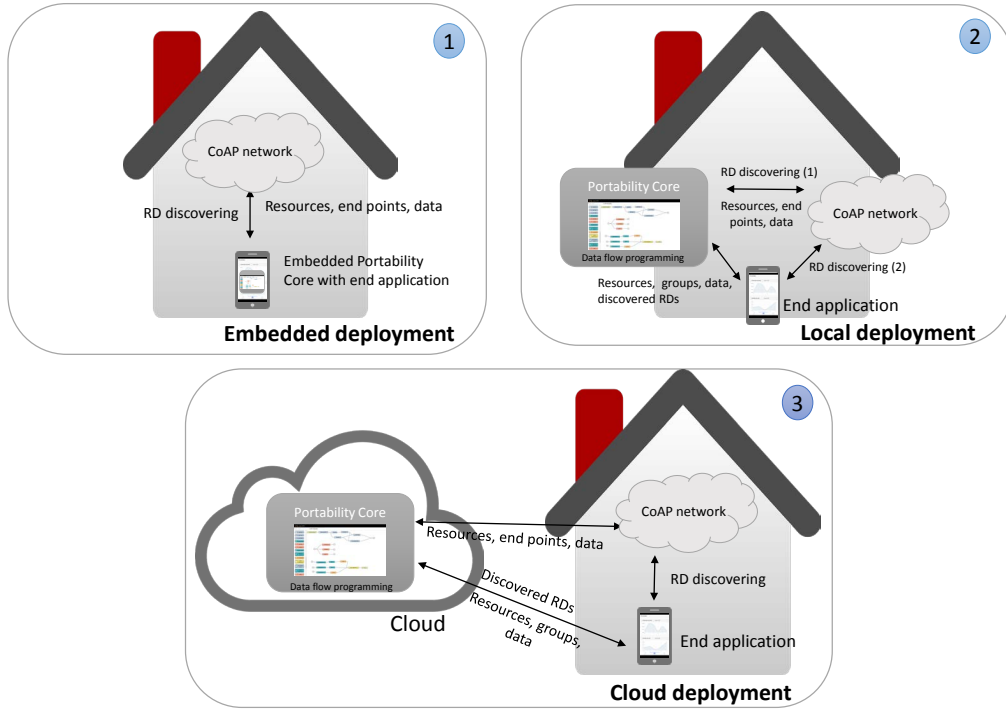 1
CoAP network
RD discovering
Resources, end points, data
Embedded Portability
Core with end application
Embedded deployment
2
Portability Core
Data flow programming
RD discovering (1)
Resources, end
points, data
CoAP network
RD discovering (2)
Resources, groups, data,
discovered RDs
End application
Local deployment
3
Portability Core
Data flow programming
Cloud
Resources, end points, data
Discovered RDs
Resources, groups,
data
CoAP network
RD discovering
End application
Cloud deployment